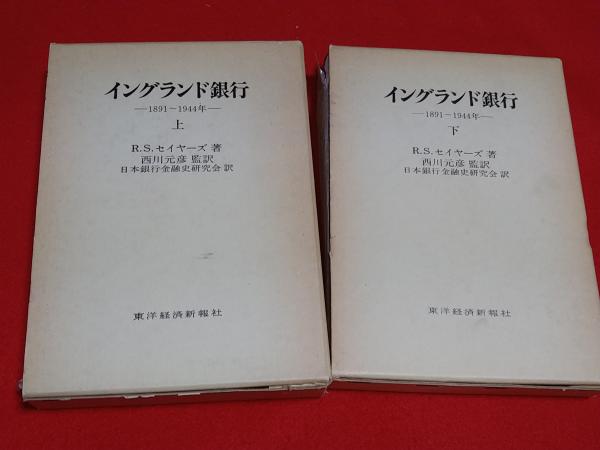 イングランド銀行
―1891~1944年―
上
R.S.セイヤーズ 著
西川元彦 監訳
日本銀行金融史研究会 訳
東洋経済新報社
イングランド銀行
―1891~1944年―
下
R.S.セイヤーズ 著
西川元彦 監訳
日本銀行金融史研究会 訳
東洋経済新報社